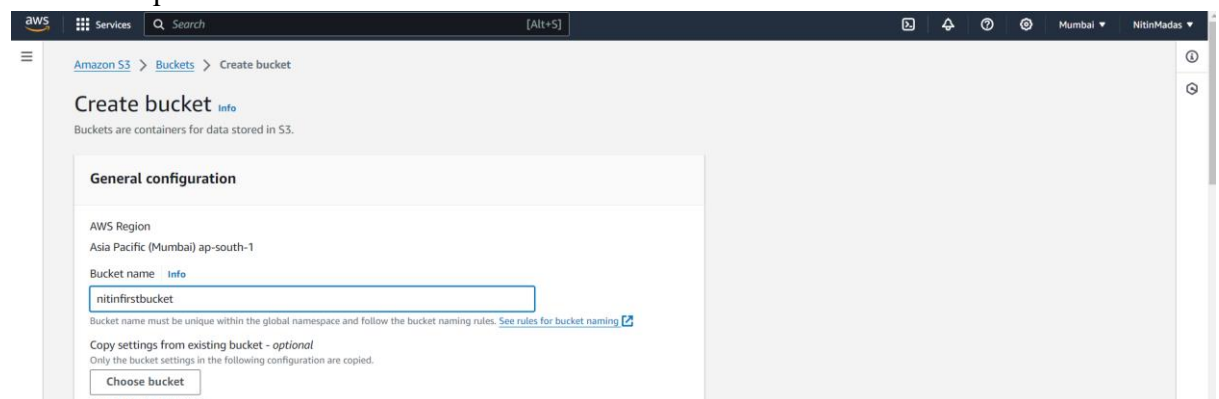 aws Services Search [Alt+S] Mumbai NitinMadas
Amazon S3 > Buckets > Create bucket
Create bucket Info
Buckets are containers for data stored in S3.
General configuration
AWS Region
Asia Pacific (Mumbai) ap-south-1
Bucket name Info
nitinfirstbucket
Bucket name must be unique within the global namespace and follow the bucket naming rules. See rules for bucket naming
Copy settings from existing bucket - optional
Only the bucket settings in the following configuration are copied.
Choose bucket